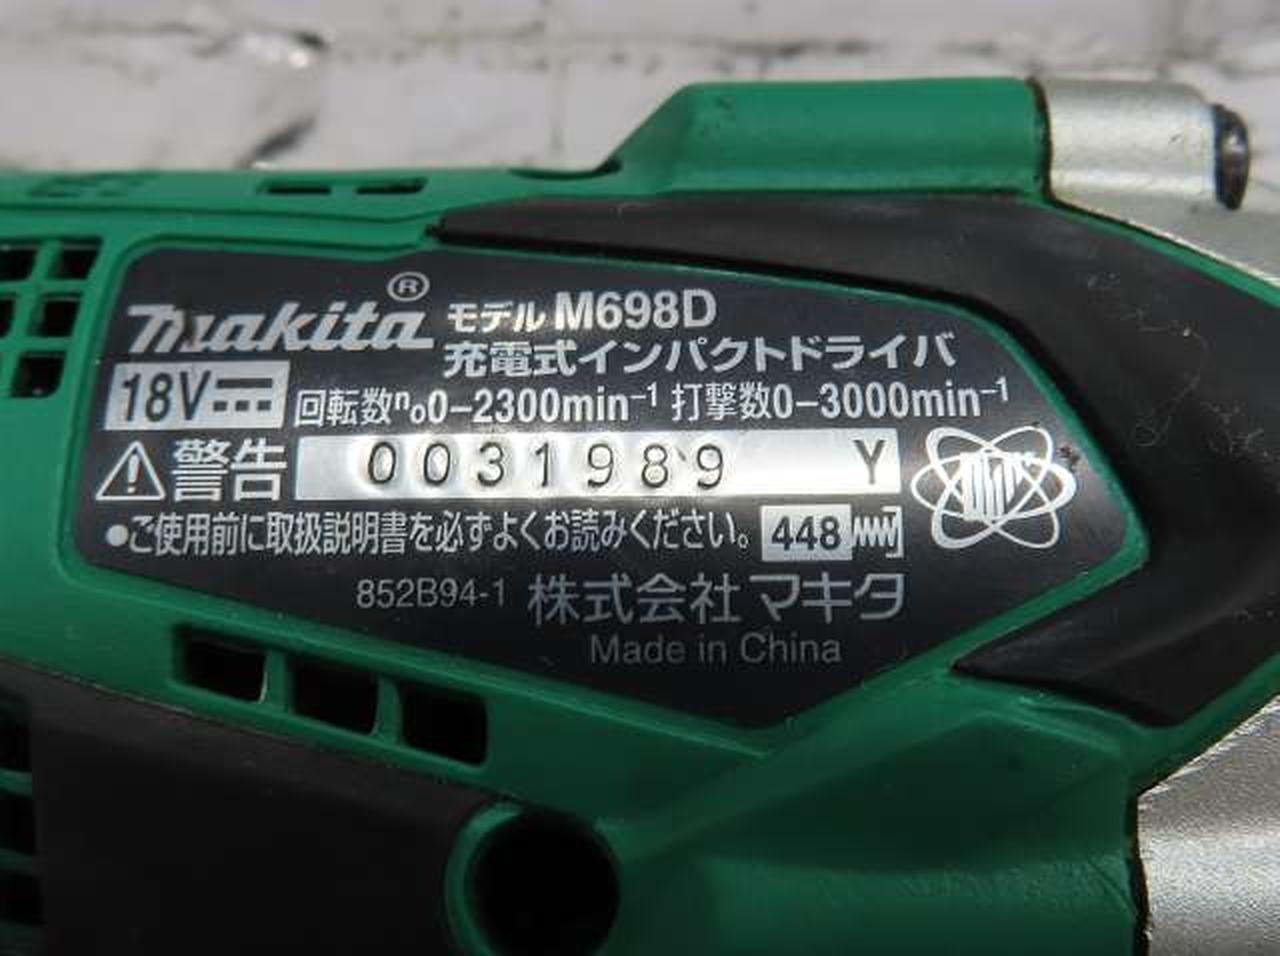 makita® モデル M698D
充電式インパクトドライバ
18V 回転数n₀0-2300min⁻¹ 打撃数0-3000min⁻¹
警告 0031989 Y
●ご使用前に取扱説明書を必ずよくお読みください。 448
852B94-1 株式会社マキタ
Made in China